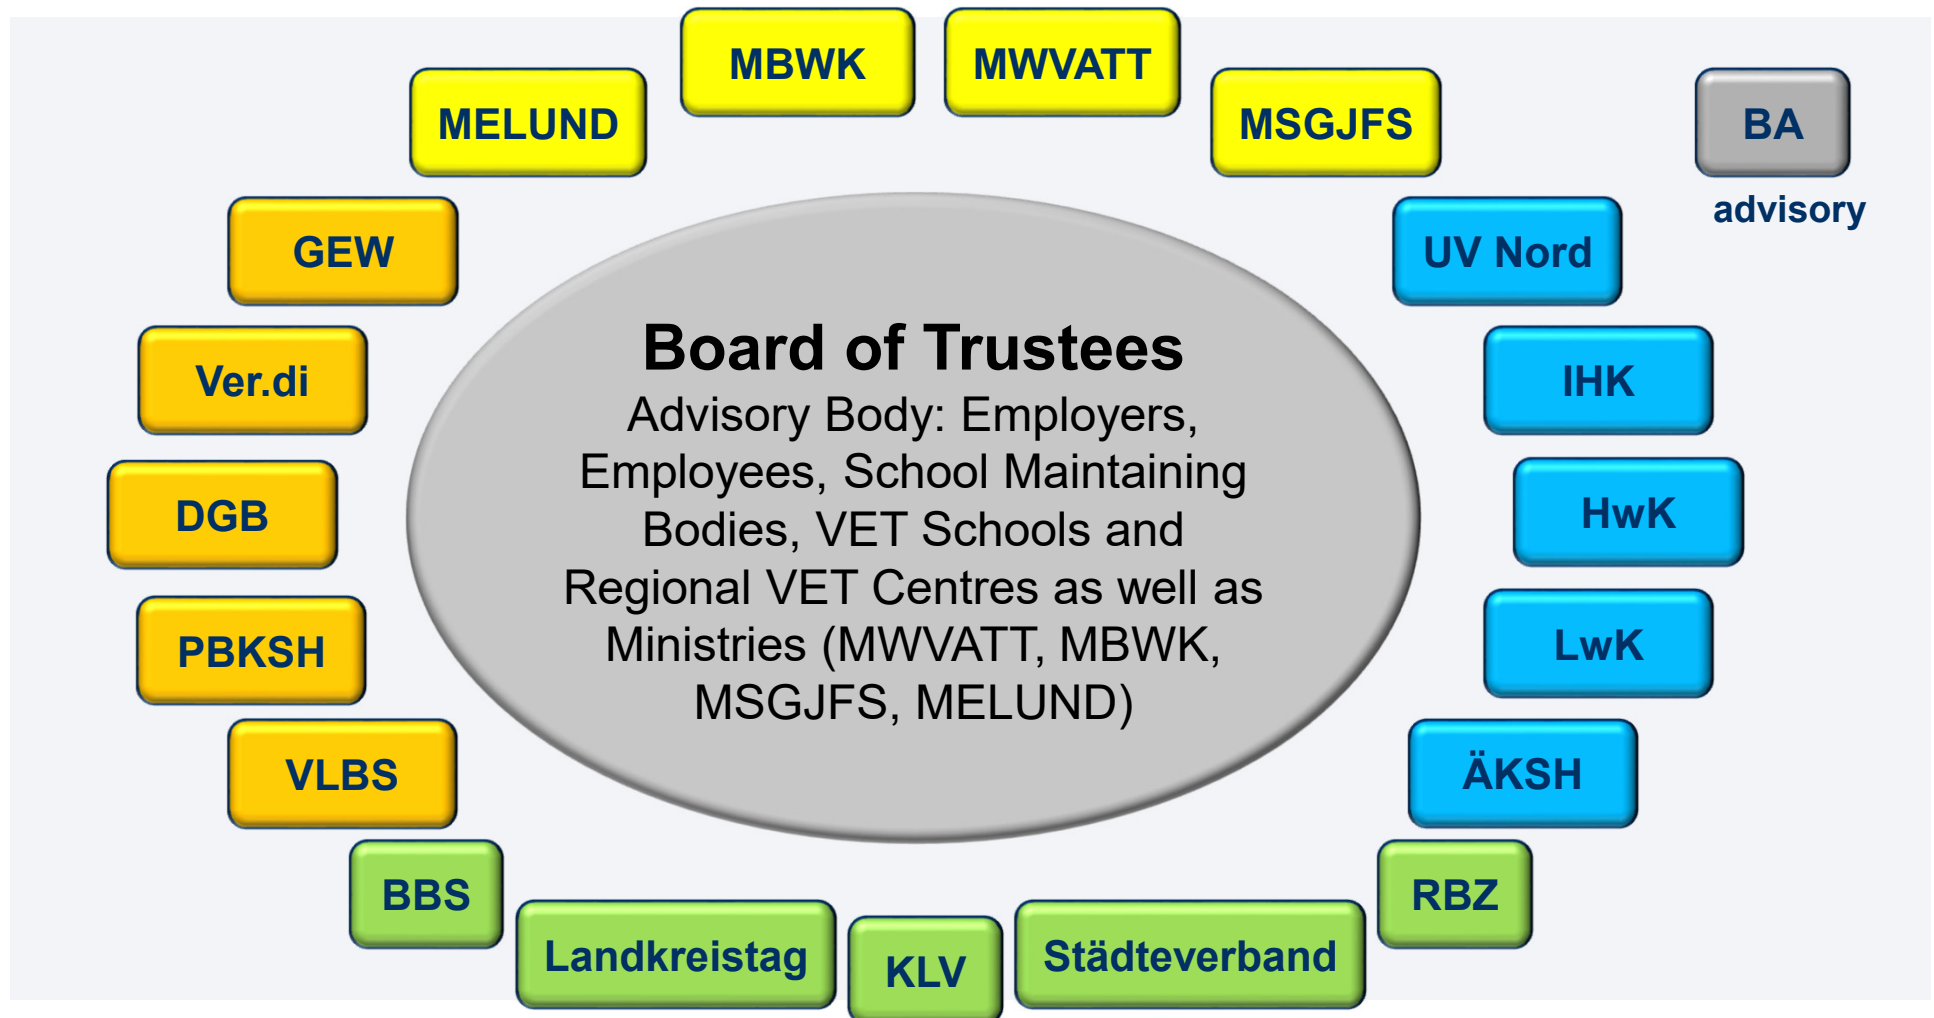 MBWK
MWVATT
MELUND
MSGJFS
BA
advisory
GEW
UV Nord
Ver.di
IHK
DGB
HwK
PBKSH
LwK
VLBS
ÄKSH
Board of Trustees
Advisory Body: Employers,
Employees, School Maintaining
Bodies, VET Schools and
Regional VET Centres as well as
Ministries (MWVATT, MBWK,
MSGJFS, MELUND)
BBS
RBZ
Landkreistag
KLV
Städteverband